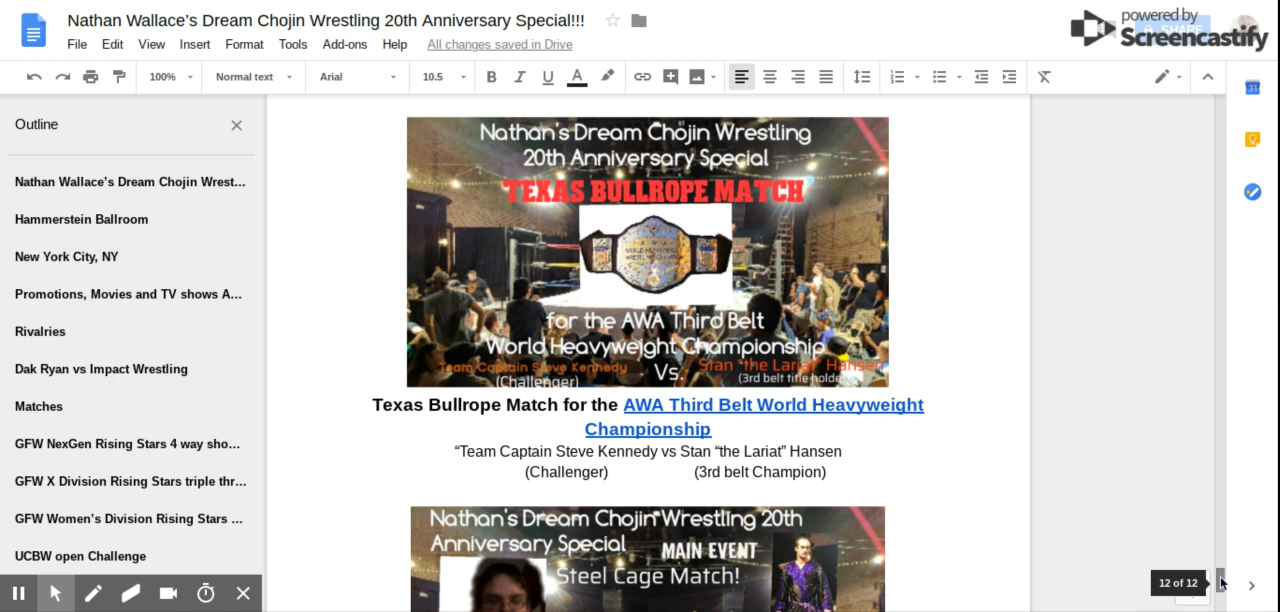 Nathan Wallace’s Dream Chojin Wrestling 20th Anniversary Special!!!
powered by
Screencastify
File Edit View Insert Format Tools Add-ons Help All changes saved in Drive
100% Normal text Arial 10.5 B I U A
31
Outline
Nathan Wallace’s Dream Chojin Wrest...
Hammerstein Ballroom
New York City, NY
Promotions, Movies and TV shows A...
Rivalries
Dak Ryan vs Impact Wrestling
Matches
GFW NexGen Rising Stars 4 way sho...
GFW X Division Rising Stars triple thr...
GFW Women’s Division Rising Stars ...
UCBW open Challenge
Nathan's Dream Chojin Wrestling
20th Anniversary Special
TEXAS BULLROPE MATCH
for the AWA Third Belt
World Heavyweight Championship
Team Captain Steve Kennedy Vs. Stan "the Lariat" Hansen
(Challenger) (3rd belt title holder
Texas Bullrope Match for the AWA Third Belt World Heavyweight
Championship
“Team Captain Steve Kennedy vs Stan “the Lariat” Hansen
(Challenger) (3rd belt Champion)
Nathan's Dream Chojin Wrestling 20th
Anniversary Special MAIN EVENT
Steel Cage Match!
12 of 12